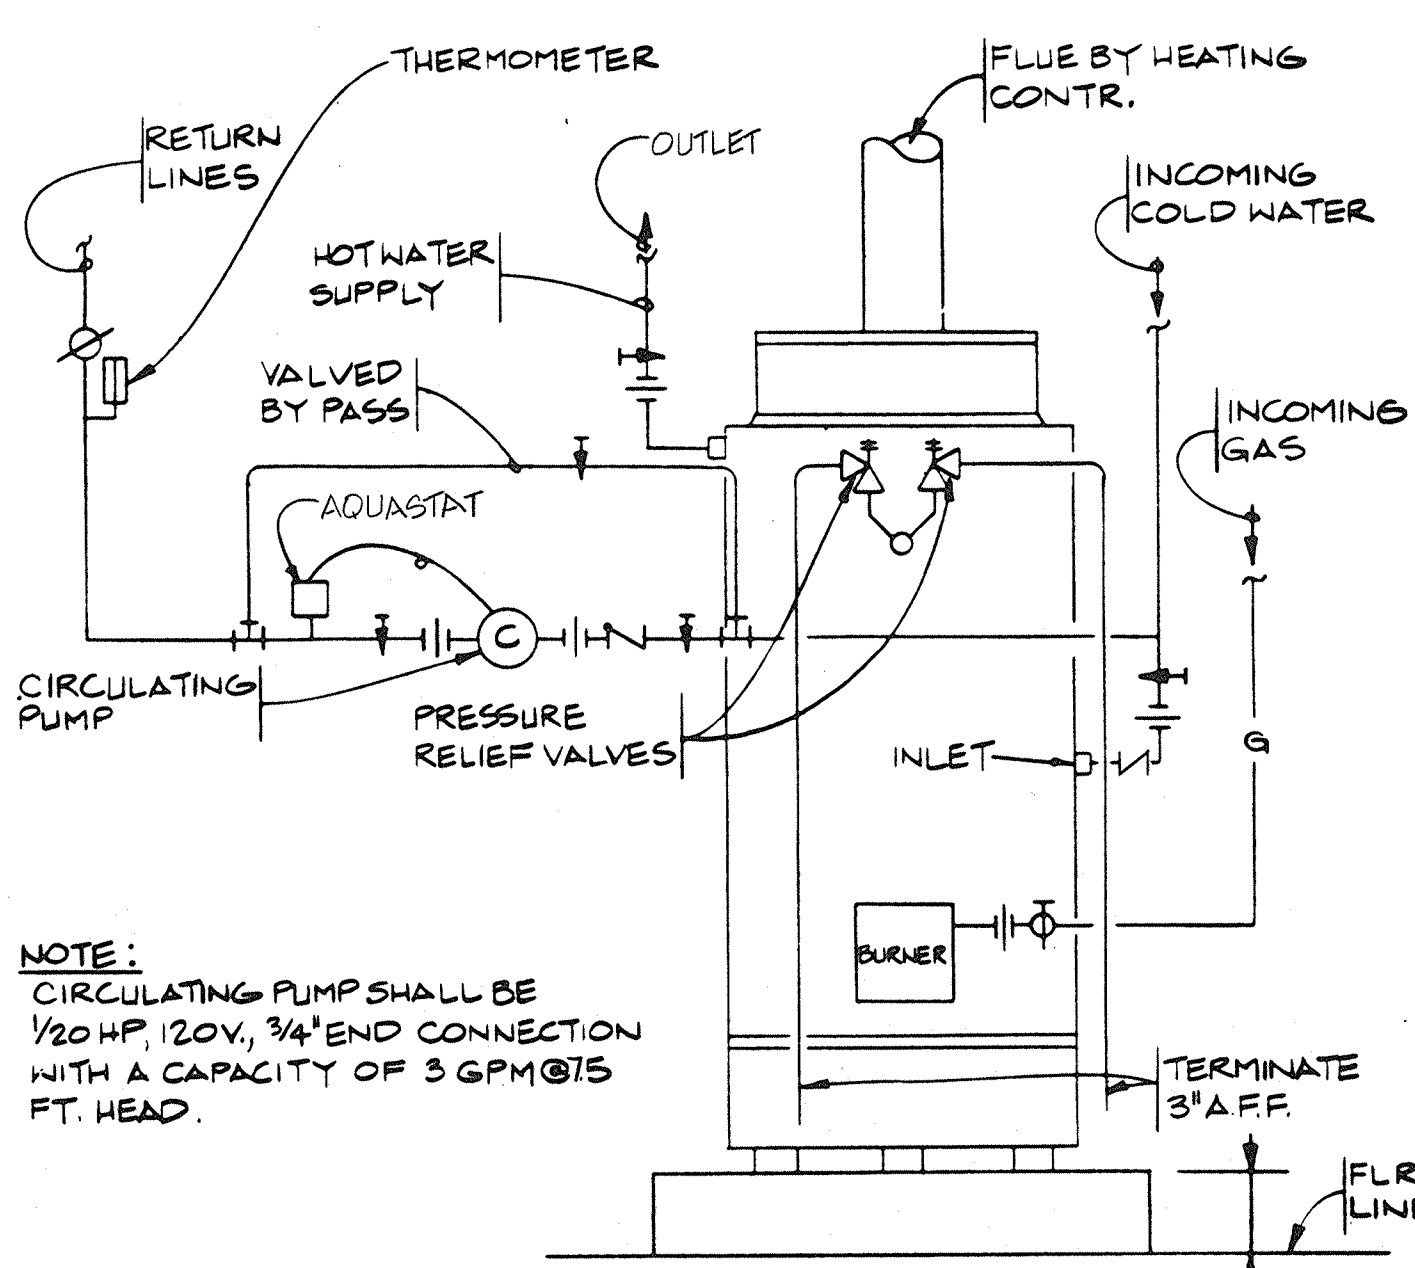 THERMOMETER
FLUE BY HEATING
CONTR.
RETURN
LINES
OUTLET
INCOMING
COLD WATER
HOT WATER
SUPPLY
VALVED
BY PASS
INCOMING
GAS
AQUASTAT
C
CIRCULATING
PUMP
PRESSURE
RELIEF VALVES
INLET
G
BURNER
NOTE:
CIRCULATING PUMP SHALL BE
1/20 HP, 120V., 3/4" END CONNECTION
WITH A CAPACITY OF 3 GPM @7.5
FT. HEAD.
TERMINATE
3" A.F.F.
FLR
LIN